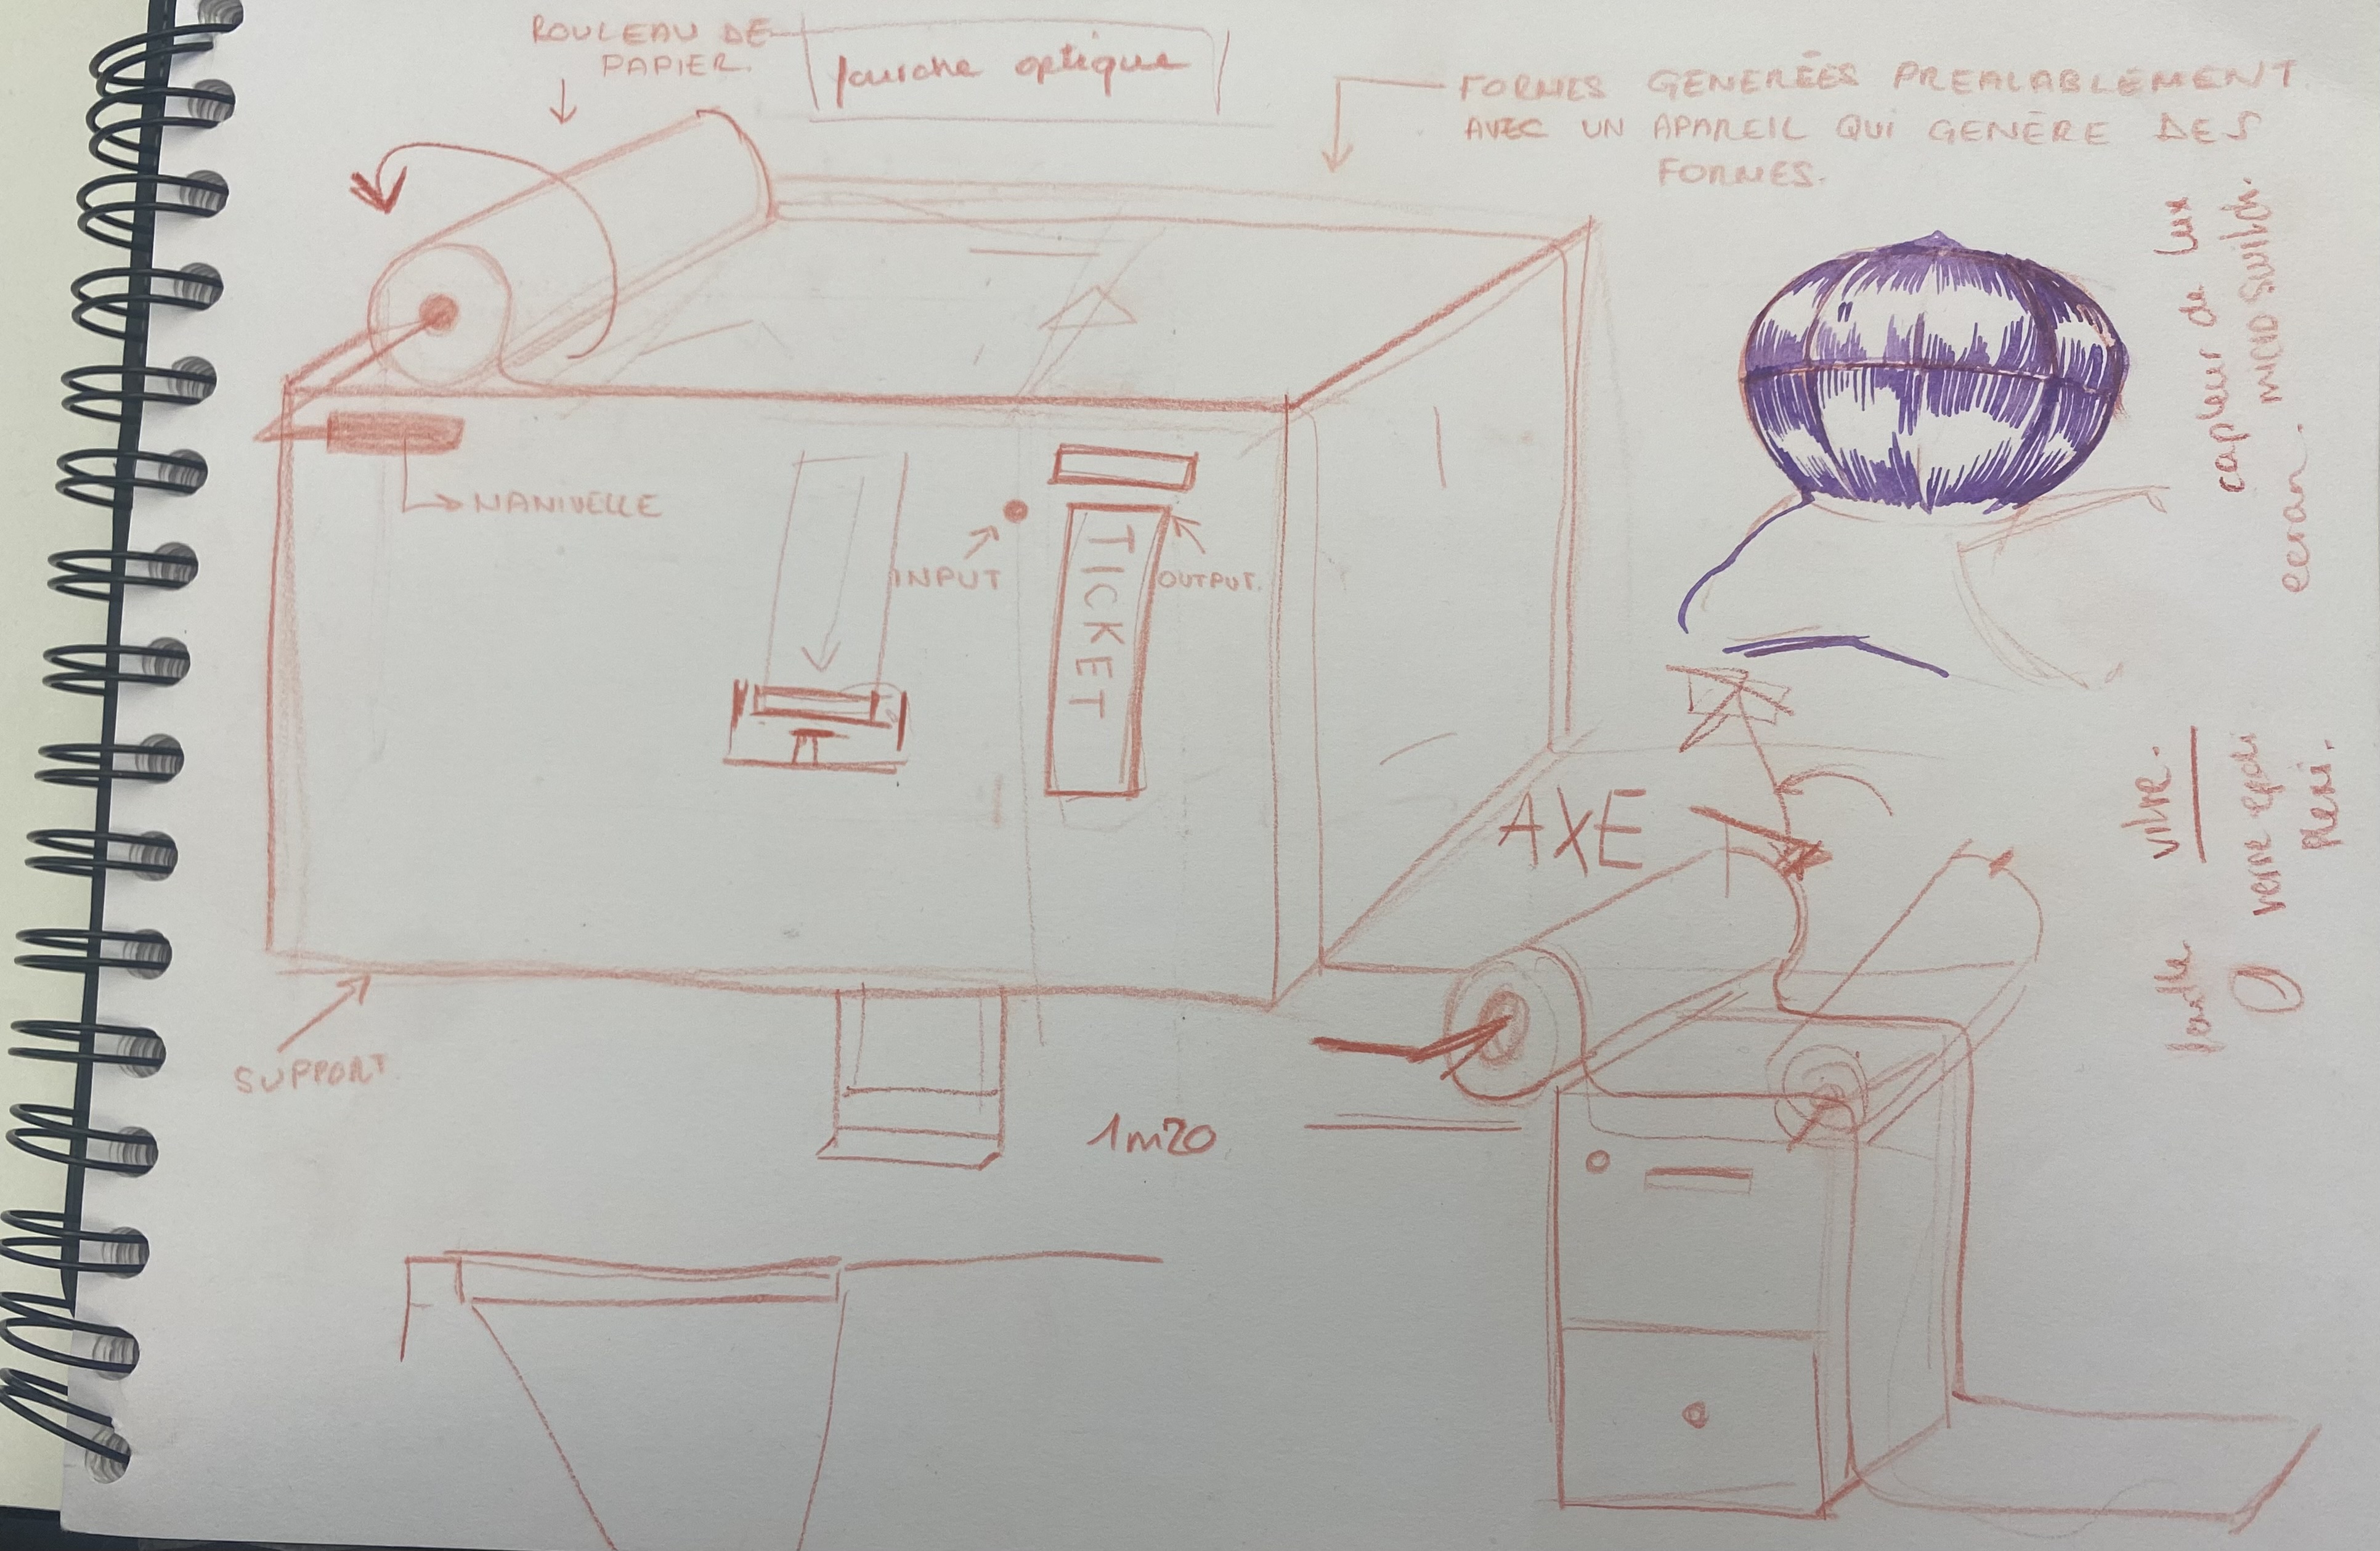 ROULEAU DE
PAPIER.
fourche optique
FORMES GENERÉES PREALABLEMENT
AVEC UN APAREIL QUI GENÈRE DES
FORMES.
MANIVELLE
INPUT
TICKET
OUTPUT.
SUPPORT.
1m20
AXE
capteur de lux
micro switch.
ecran.
vitre.
verre
plexi.